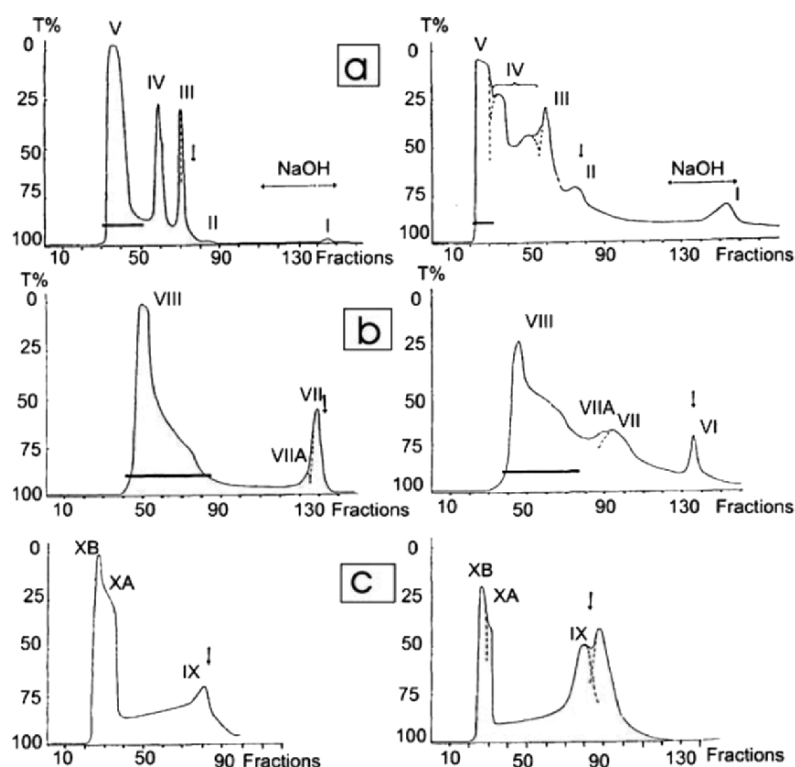 T%
0
25
50
75
100
V
IV
III
II
NaOH
I
10
50
90
130 Fractions
a
T%
0
25
50
75
100
V
IV
III
II
NaOH
I
10
50
90
130 Fractions
T%
0
25
50
75
100
VIII
VII
VIIA
10
50
90
130 Fractions
b
0
25
50
75
100
VIII
VIIA
VII
VI
10
50
90
130 Fractions
0
25
50
75
100
XB
XA
IX
10
50
90 Fractions
c
0
25
50
75
100
XB
XA
IX
10
50
90
130 Fractions